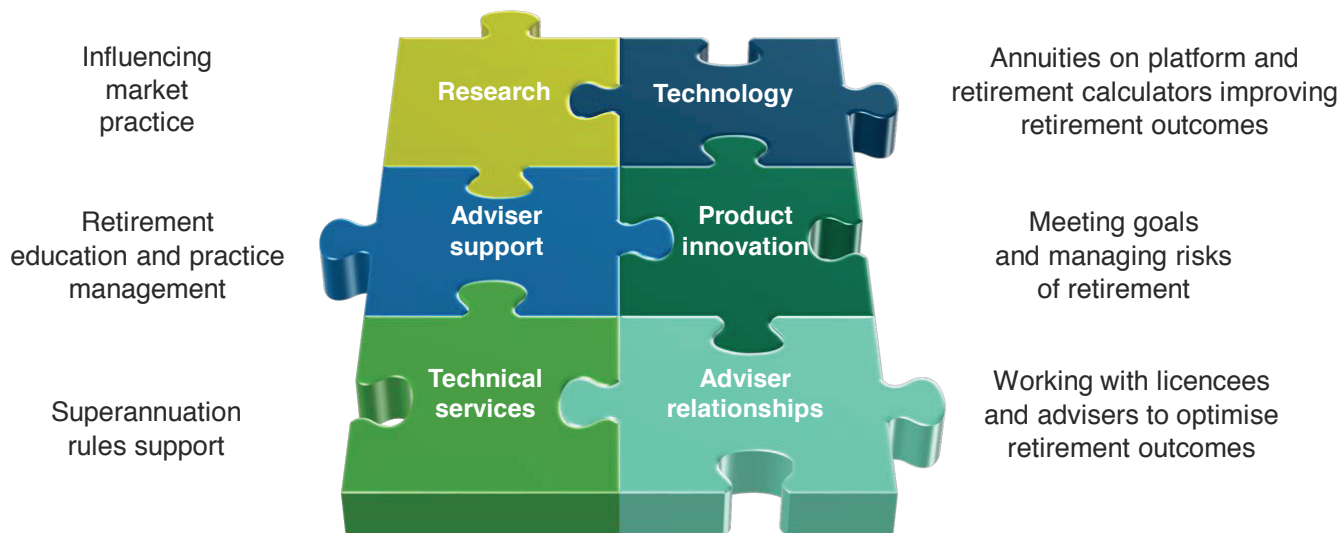 Influencing
market
practice
Research
Technology
Annuities on platform and
retirement calculators improving
retirement outcomes
Retirement
education and practice
management
Adviser
support
Product
innovation
Meeting goals
and managing risks
of retirement
Superannuation
rules support
Technical
services
Adviser
relationships
Working with licencees
and advisers to optimise
retirement outcomes